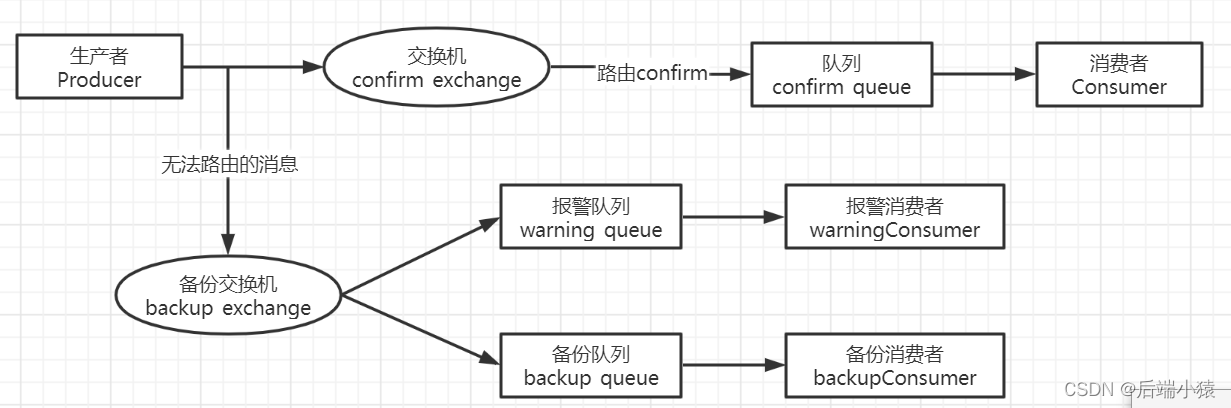 生产者
Producer
交换机
confirm exchange
路由confirm
队列
confirm queue
消费者
Consumer
无法路由的消息
报警队列
warning queue
报警消费者
warningConsumer
备份交换机
backup exchange
备份队列
backup queue
备份消费者
backupConsumer
CSDN @后端小猿